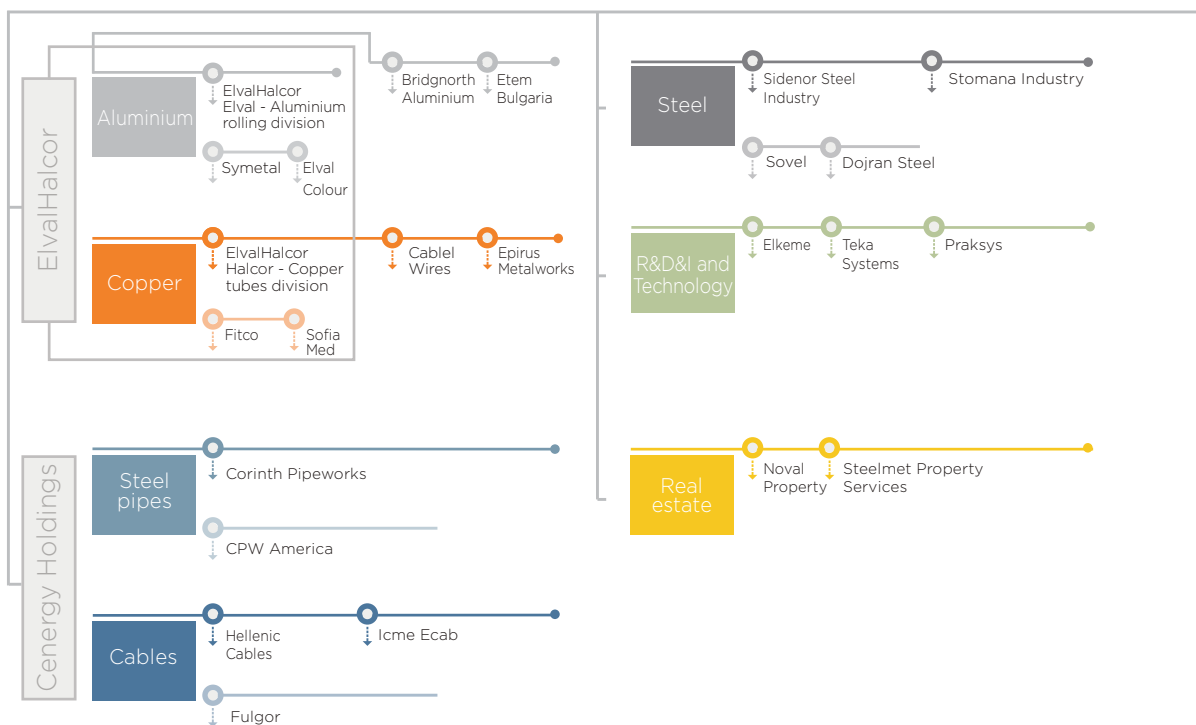 ElvalHalcor
Aluminium
ElvalHalcor
Elval - Aluminium
rolling division
Bridgnorth
Aluminium
Etem
Bulgaria
Symetal
Elval
Colour
Copper
ElvalHalcor
Halcor - Copper
tubes division
Cablel
Wires
Epirus
Metalworks
Fitco
Sofia
Med
Cenergy Holdings
Steel
pipes
Corinth Pipeworks
CPW America
Cables
Hellenic
Cables
Icme Ecab
Fulgor
Steel
Sidenor Steel
Industry
Stomana Industry
Sovel
Dojran Steel
R&D&I and
Technology
Elkeme
Teka
Systems
Praksys
Real
estate
Noval
Property
Steelmet Property
Services